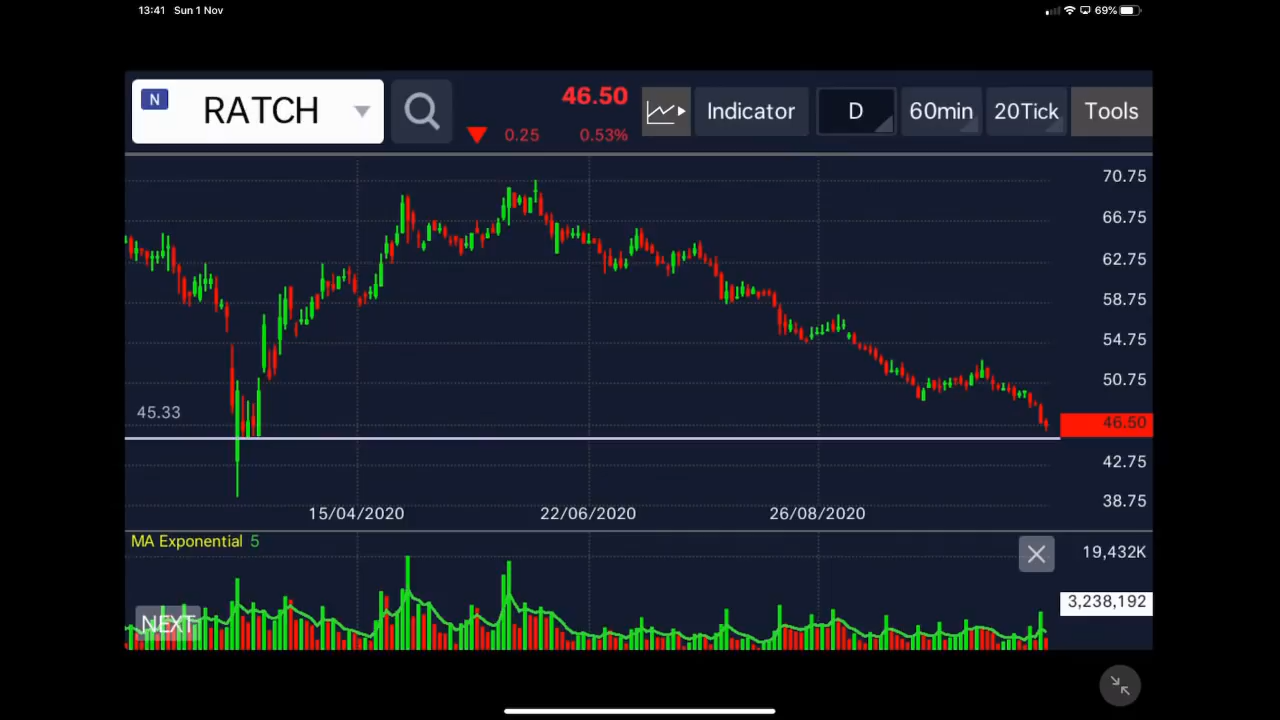 13:41 Sun 1 Nov 69%
N RATCH 46.50 0.25 0.53% Indicator D 60min 20Tick Tools
70.75
66.75
62.75
58.75
54.75
50.75
45.33
46.50
42.75
38.75
15/04/2020 22/06/2020 26/08/2020
MA Exponential 5
19,432K
3,238,192
NEXT